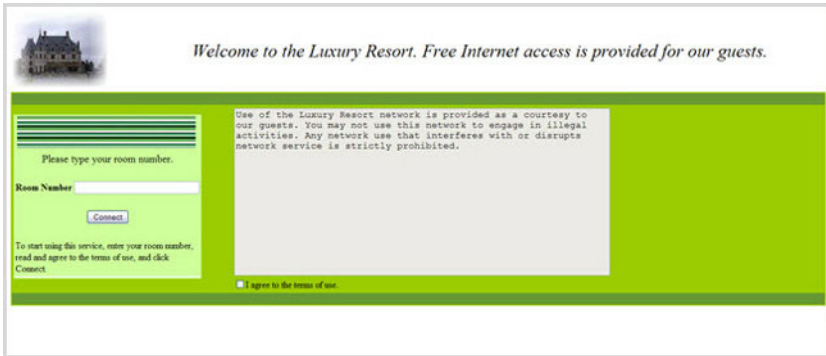 Welcome to the Luxury Resort. Free Internet access is provided for our guests.
Please type your room number.
Room Number
Connect
To start using this service, enter your room number,
read and agree to the terms of use, and click
Connect.
Use of the Luxury Resort network is provided as a courtesy to
our guests. You may not use this network to engage in illegal
activities. Any network use that interferes with or disrupts
network service is strictly prohibited.
I agree to the terms of use.